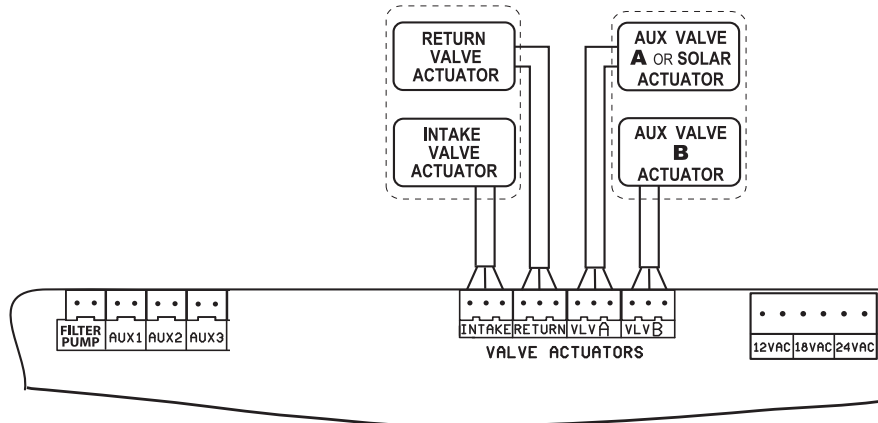 RETURN
VALVE
ACTUATOR
AUX VALVE
A OR SOLAR
ACTUATOR
INTAKE
VALVE
ACTUATOR
AUX VALVE
B
ACTUATOR
FILTER
PUMP
AUX1
AUX2
AUX3
INTAKE
RETURN
VLV A
VLV B
VALVE ACTUATORS
12VAC
18VAC
24VAC